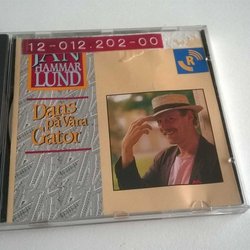 12-012.202-00
JAN
HAMMAR
LUND
Dans
på Våra
Gator
R